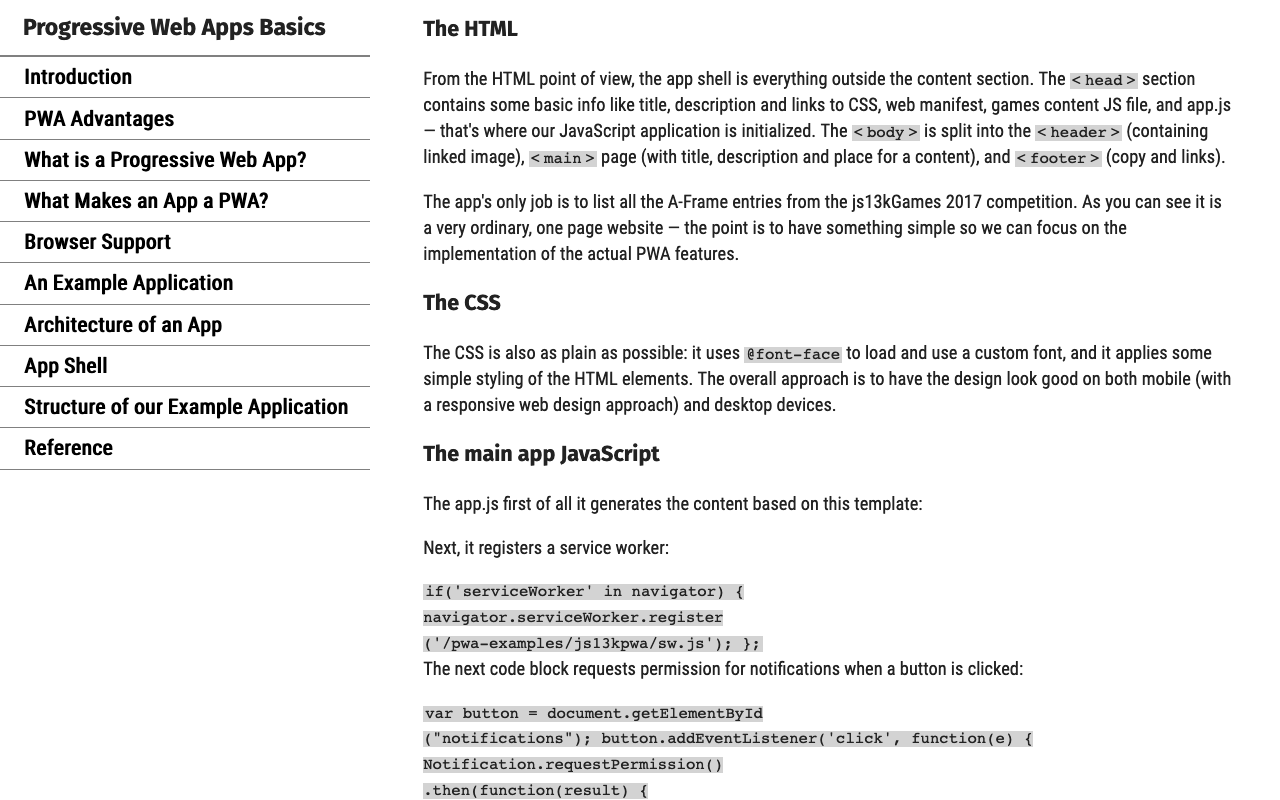 Progressive Web Apps Basics
Introduction
PWA Advantages
What is a Progressive Web App?
What Makes an App a PWA?
Browser Support
An Example Application
Architecture of an App
App Shell
Structure of our Example Application
Reference
The HTML
From the HTML point of view, the app shell is everything outside the content section. The < head > section
contains some basic info like title, description and links to CSS, web manifest, games content JS file, and app.js
— that's where our JavaScript application is initialized. The < body > is split into the < header > (containing
linked image), < main > page (with title, description and place for a content), and < footer > (copy and links).
The app's only job is to list all the A-Frame entries from the js13kGames 2017 competition. As you can see it is
a very ordinary, one page website — the point is to have something simple so we can focus on the
implementation of the actual PWA features.
The CSS
The CSS is also as plain as possible: it uses @font-face to load and use a custom font, and it applies some
simple styling of the HTML elements. The overall approach is to have the design look good on both mobile (with
a responsive web design approach) and desktop devices.
The main app JavaScript
The app.js first of all it generates the content based on this template:
Next, it registers a service worker:
if('serviceWorker' in navigator) {
navigator.serviceWorker.register
('/pwa-examples/js13kpwa/sw.js'); };
The next code block requests permission for notifications when a button is clicked:
var button = document.getElementById
("notifications"); button.addEventListener('click', function(e) {
Notification.requestPermission()
.then(function(result) {